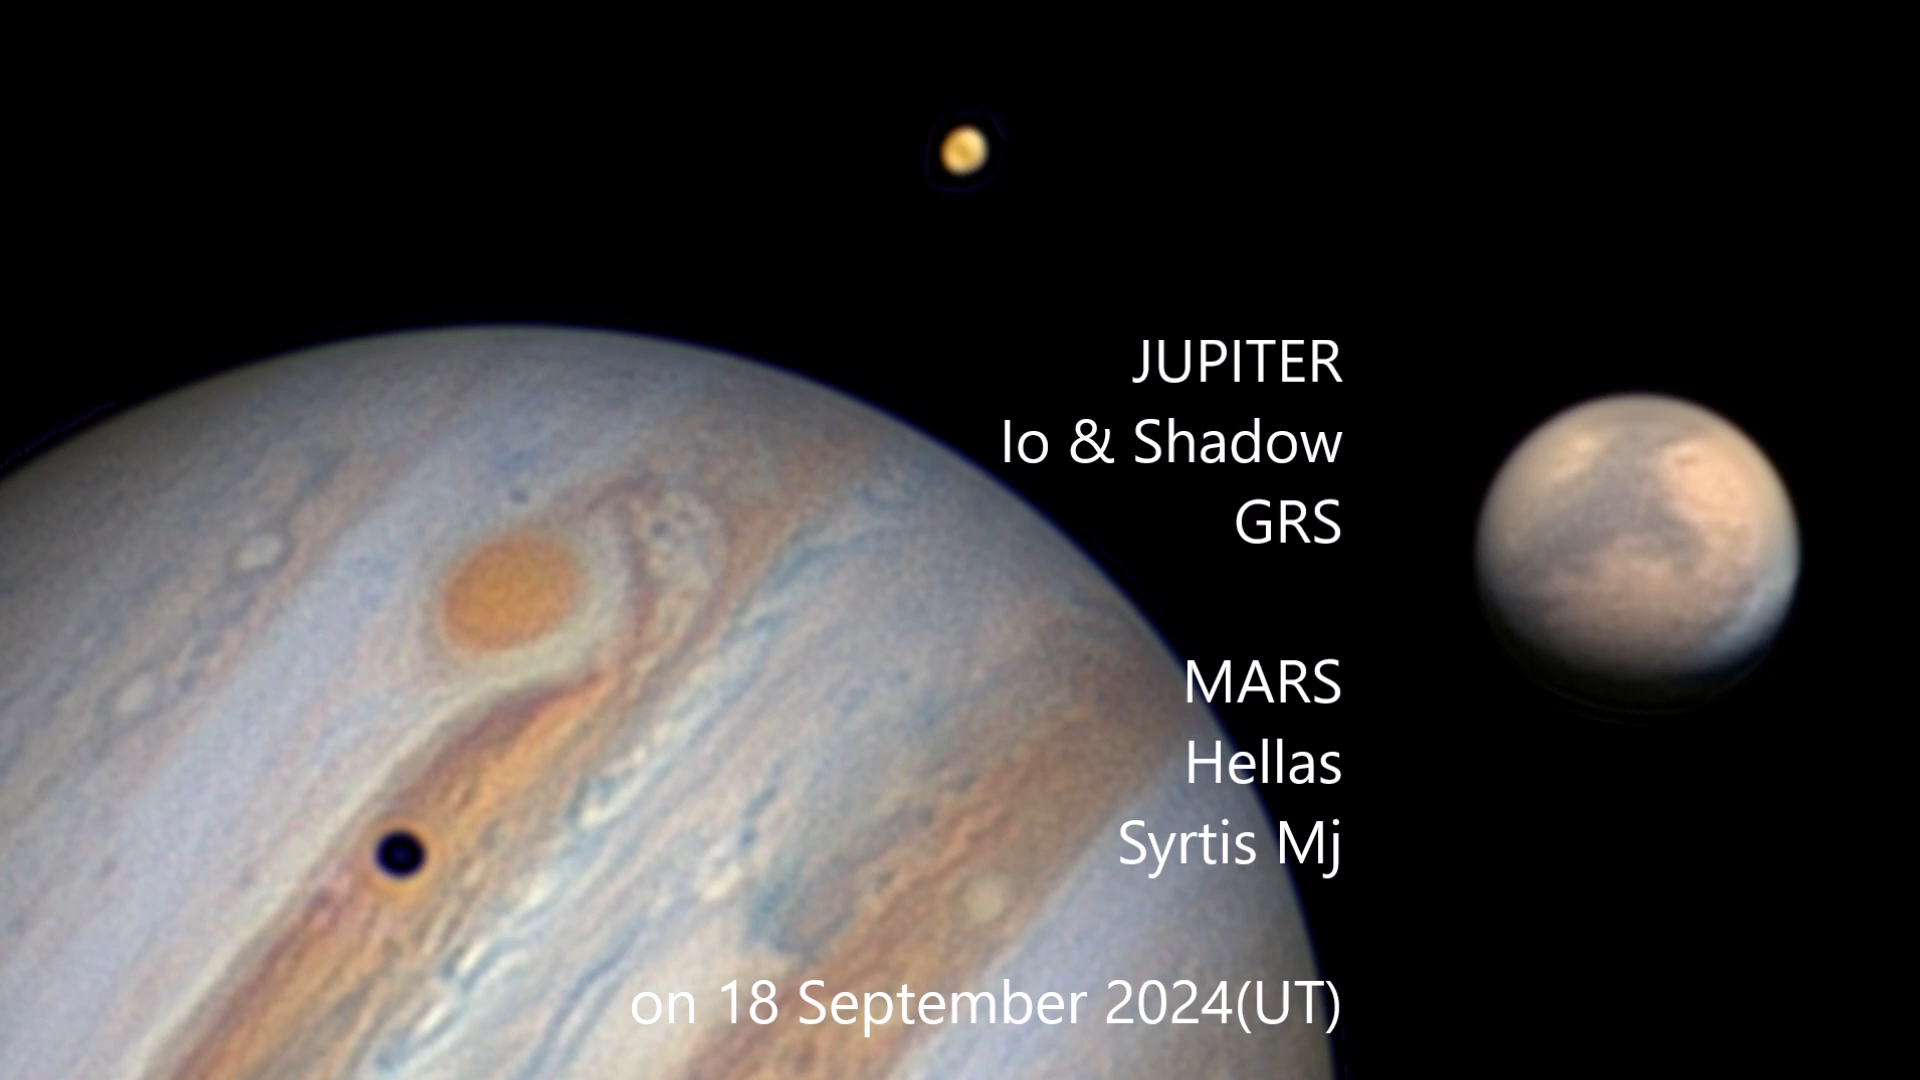 JUPITER
Io & Shadow
GRS
MARS
Hellas
Syrtis Mj
on 18 September 2024(UT)